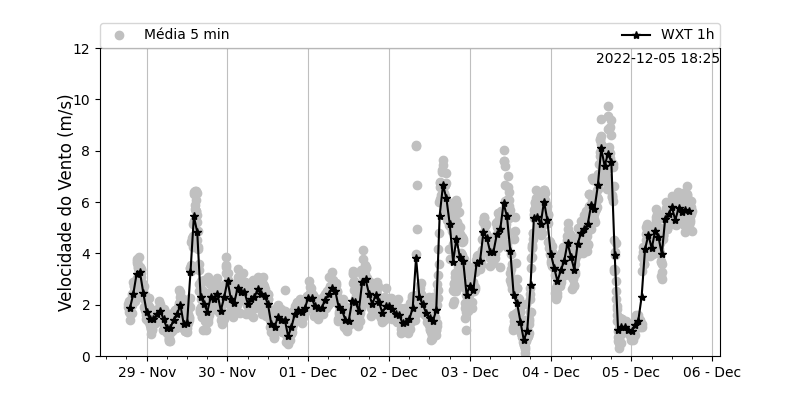 Média 5 min
WXT 1h
2022-12-05 18:25
Velocidade do Vento (m/s)
12
10
8
6
4
2
0
29 - Nov
30 - Nov
01 - Dec
02 - Dec
03 - Dec
04 - Dec
05 - Dec
06 - Dec